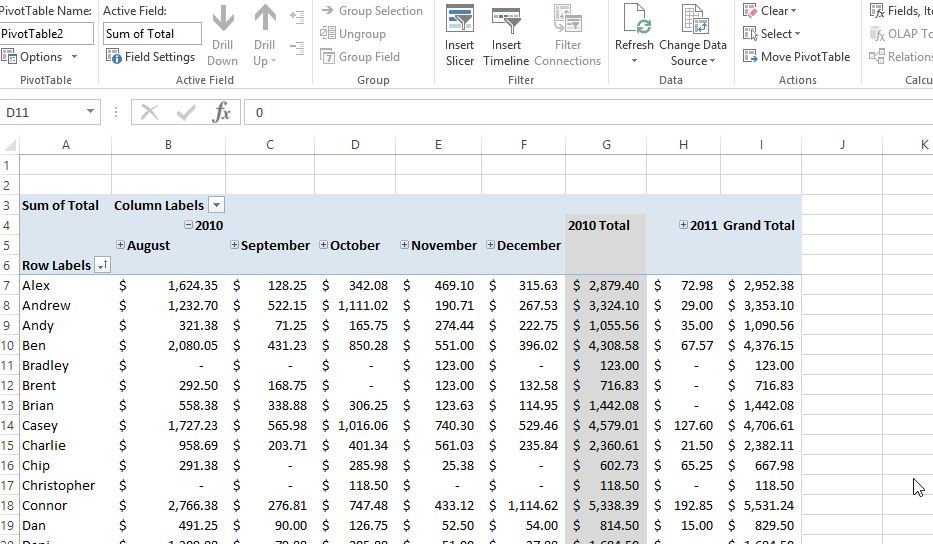 PivotTable Name: Active Field: Group Selection Clear Fields, Ite
PivotTable2 Sum of Total Ungroup Select OLAP To
Options Field Settings Drill Down Drill Up Group Field Insert Slicer Insert Timeline Filter Connections Refresh Change Data Source Move PivotTable Relations
PivotTable Active Field Group Filter Data Actions Calcu
D11 fx 0
A B C D E F G H I J K
1
2
3 Sum of Total Column Labels
4 2010 2010 Total 2011 Grand Total
5 August September October November December
6 Row Labels
7 Alex $ 1,624.35 $ 128.25 $ 342.08 $ 469.10 $ 315.63 $ 2,879.40 $ 72.98 $ 2,952.38
8 Andrew $ 1,232.70 $ 522.15 $ 1,111.02 $ 190.71 $ 267.53 $ 3,324.10 $ 29.00 $ 3,353.10
9 Andy $ 321.38 $ 71.25 $ 165.75 $ 274.44 $ 222.75 $ 1,055.56 $ 35.00 $ 1,090.56
10 Ben $ 2,080.05 $ 431.23 $ 850.28 $ 551.00 $ 396.02 $ 4,308.58 $ 67.57 $ 4,376.15
11 Bradley $ - $ - $ - $ 123.00 $ - $ 123.00 $ - $ 123.00
12 Brent $ 292.50 $ 168.75 $ - $ 123.00 $ 132.58 $ 716.83 $ - $ 716.83
13 Brian $ 558.38 $ 338.88 $ 306.25 $ 123.63 $ 114.95 $ 1,442.08 $ - $ 1,442.08
14 Casey $ 1,727.23 $ 565.98 $ 1,016.06 $ 740.30 $ 529.46 $ 4,579.01 $ 127.60 $ 4,706.61
15 Charlie $ 958.69 $ 203.71 $ 401.34 $ 561.03 $ 235.84 $ 2,360.61 $ 21.50 $ 2,382.11
16 Chip $ 291.38 $ - $ 285.98 $ 25.38 $ - $ 602.73 $ 65.25 $ 667.98
17 Christopher $ - $ - $ 118.50 $ - $ - $ 118.50 $ - $ 118.50
18 Connor $ 2,766.38 $ 276.81 $ 747.48 $ 433.12 $ 1,114.62 $ 5,338.39 $ 192.85 $ 5,531.24
19 Dan $ 491.25 $ 90.00 $ 126.75 $ 52.50 $ 54.00 $ 814.50 $ 15.00 $ 829.50